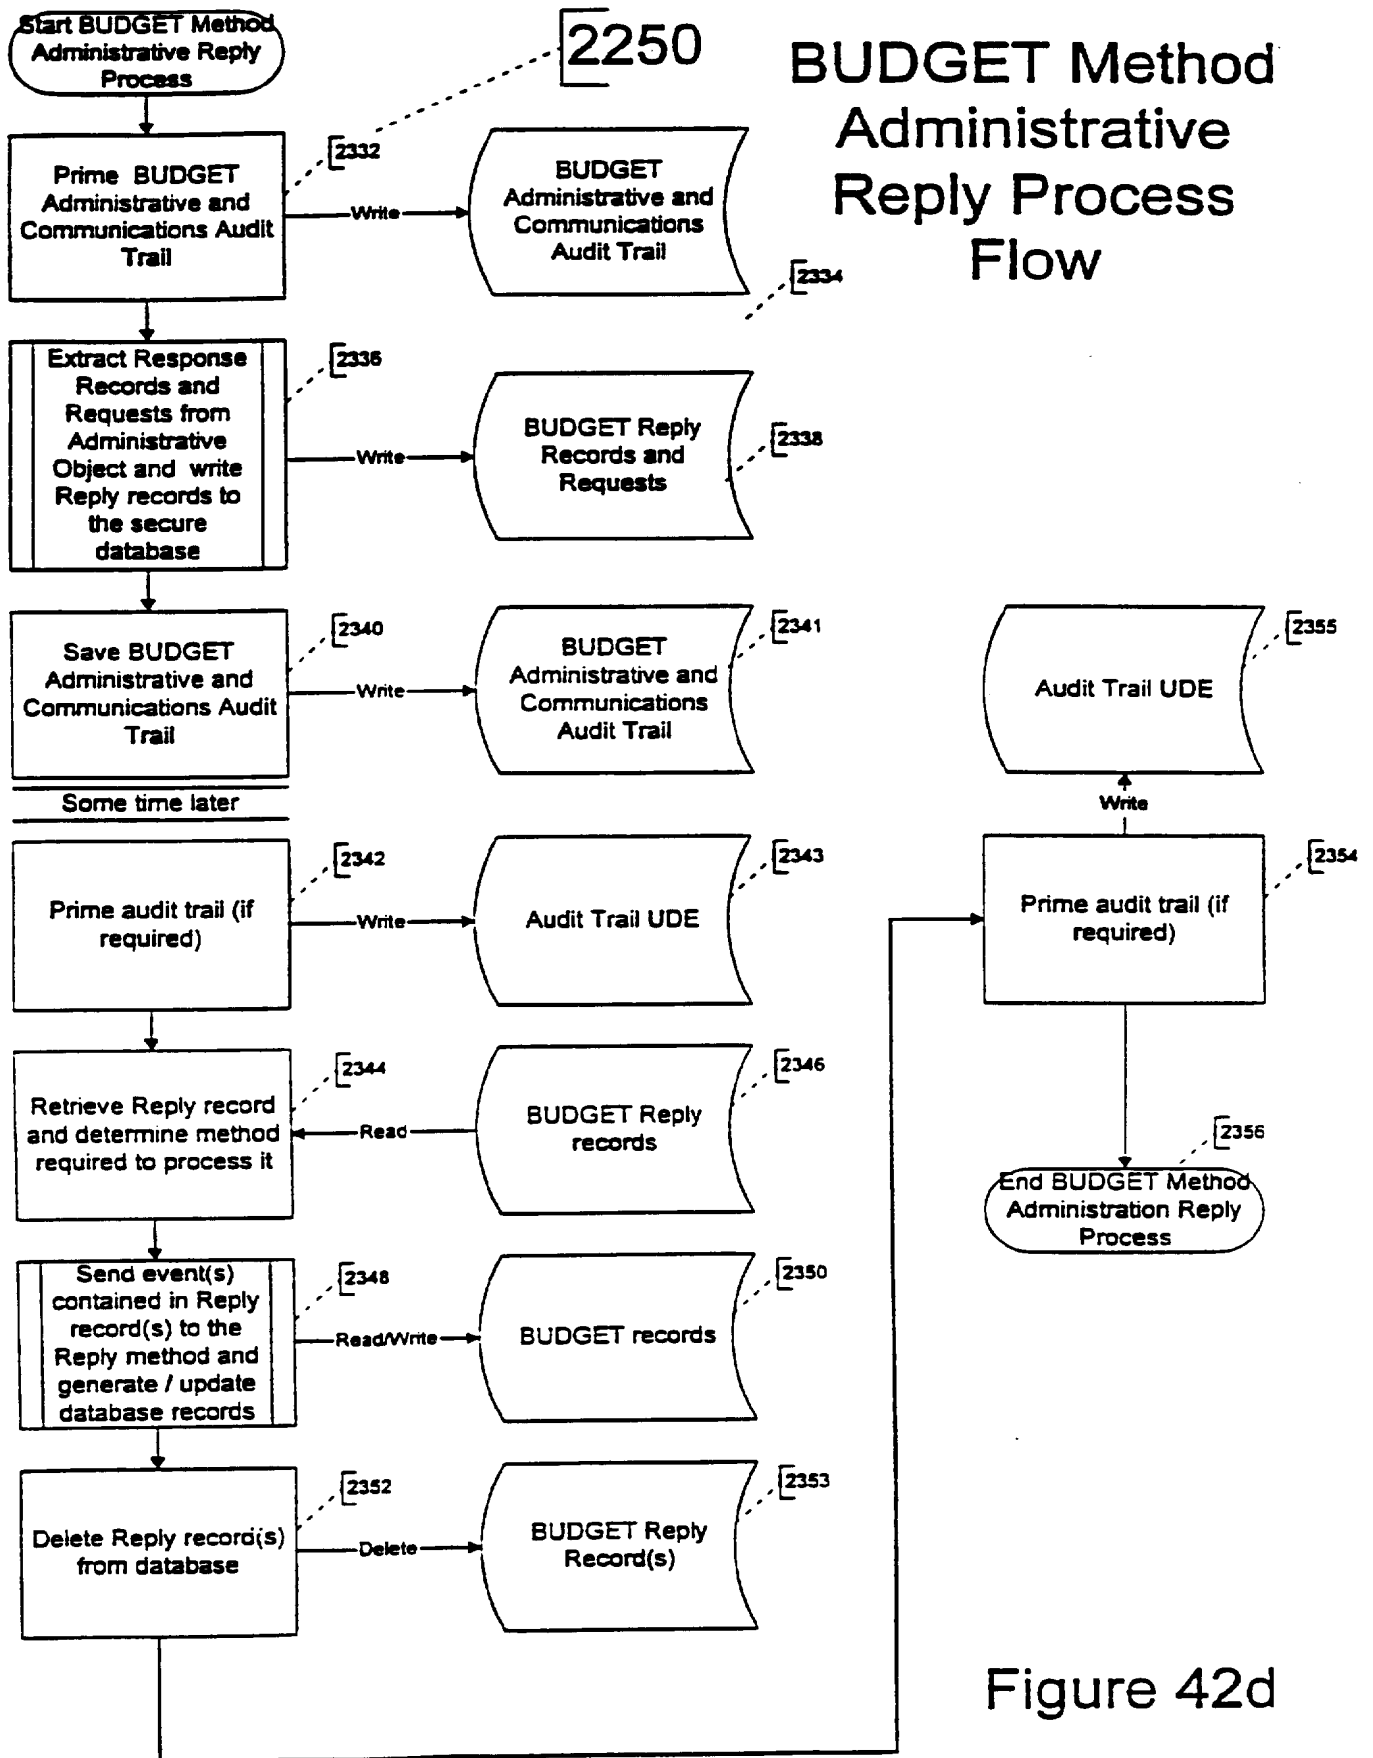 Start BUDGET Method
Administrative Reply
Process
2250
BUDGET Method
Administrative
Reply Process
Flow
Prime BUDGET
Administrative and
Communications Audit
Trail
2332
Write
BUDGET
Administrative and
Communications
Audit Trail
2334
Extract Response
Records and
Requests from
Administrative
Object and write
Reply records to
the secure
database
2336
Write
BUDGET Reply
Records and
Requests
2338
Save BUDGET
Administrative and
Communications Audit
Trail
2340
Write
BUDGET
Administrative and
Communications
Audit Trail
2341
Some time later
Prime audit trail (if
required)
2342
Write
Audit Trail UDE
2343
Retrieve Reply record
and determine method
required to process it
2344
Read
BUDGET Reply
records
2346
Send event(s)
contained in Reply
record(s) to the
Reply method and
generate / update
database records
2348
Read/Write
BUDGET records
2350
Delete Reply record(s)
from database
2352
Delete
BUDGET Reply
Record(s)
2353
Audit Trail UDE
2355
Write
Prime audit trail (if
required)
2354
2356
End BUDGET Method
Administration Reply
Process
Figure 42d